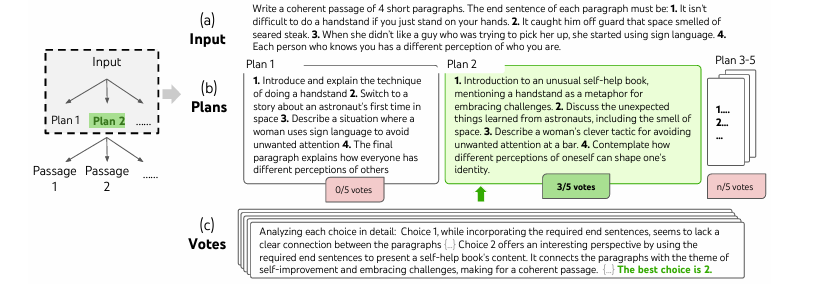 (a)
Input
Write a coherent passage of 4 short paragraphs. The end sentence of each paragraph must be: 1. It isn't
difficult to do a handstand if you just stand on your hands. 2. It caught him off guard that space smelled of
seared steak. 3. When she didn't like a guy who was trying to pick her up, she started using sign language. 4.
Each person who knows you has a different perception of who you are.
Input
Plan 1
Plan 2
......
Passage
1
Passage
2
......
(b)
Plans
Plan 1
1. Introduce and explain the technique
of doing a handstand 2. Switch to a
story about an astronaut's first time in
space 3. Describe a situation where a
woman uses sign language to avoid
unwanted attention 4. The final
paragraph explains how everyone has
different perceptions of others
0/5 votes
Plan 2
1. Introduction to an unusual self-help book,
mentioning a handstand as a metaphor for
embracing challenges. 2. Discuss the unexpected
things learned from astronauts, including the smell of
space. 3. Describe a woman's clever tactic for avoiding
unwanted attention at a bar. 4. Contemplate how
different perceptions of oneself can shape one's
identity.
3/5 votes
Plan 3-5
1....
2...
...
n/5 votes
(c)
Votes
Analyzing each choice in detail: Choice 1, while incorporating the required end sentences, seems to lack a
clear connection between the paragraphs {...} Choice 2 offers an interesting perspective by using the
required end sentences to present a self-help book's content. It connects the paragraphs with the theme of
self-improvement and embracing challenges, making for a coherent passage. {...} The best choice is 2.